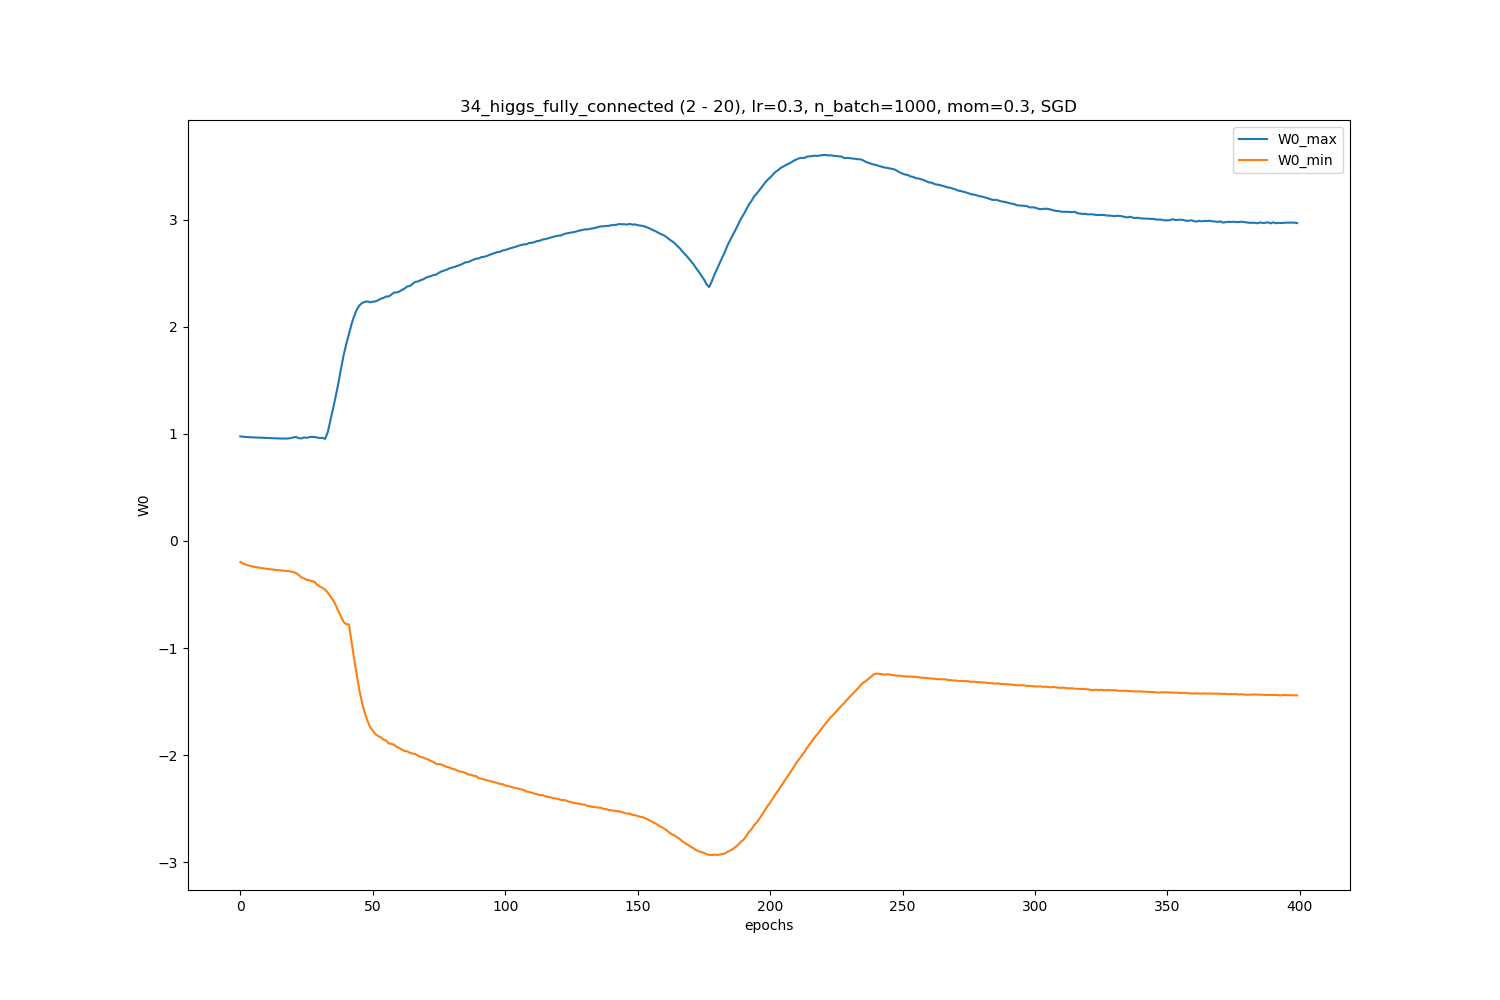 34_higgs_fully_connected (2 - 20), lr=0.3, n_batch=1000, mom=0.3, SGD
W0_max
W0_min
3
2
1
0
−1
−2
−3
W0
0 50 100 150 200 250 300 350 400
epochs